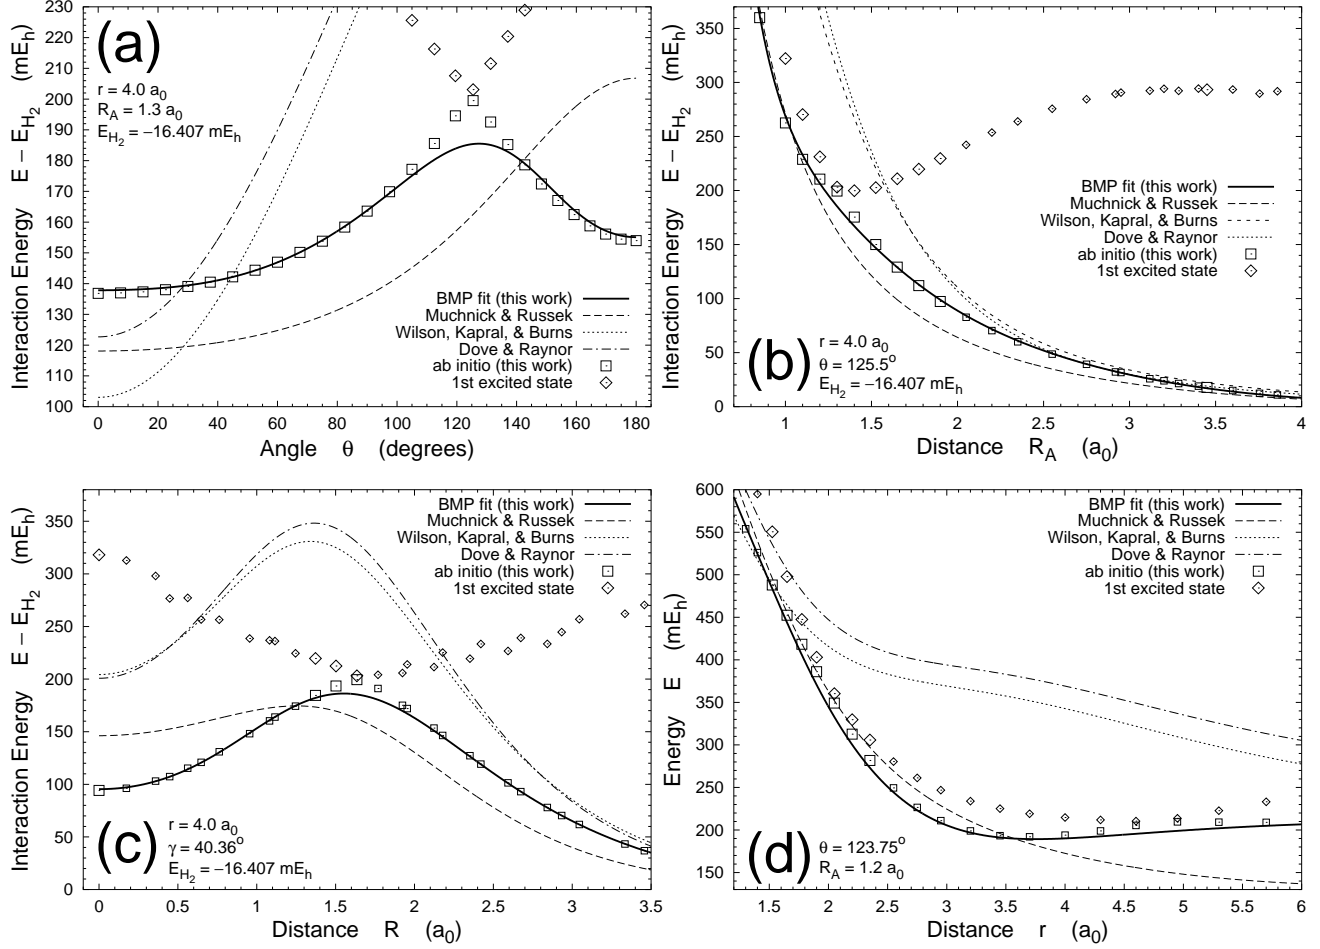 (a)
r = 4.0 a0
RA = 1.3 a0
EH2 = −16.407 mEh
BMP fit (this work)
Muchnick & Russek
Wilson, Kapral, & Burns
Dove & Raynor
ab initio (this work)
1st excited state
230
220
210
200
190
180
170
160
150
140
130
120
110
100
0 20 40 60 80 100 120 140 160 180
Interaction Energy E − EH2 (mEh)
Angle θ (degrees)
(b)
BMP fit (this work)
Muchnick & Russek
Wilson, Kapral, & Burns
Dove & Raynor
ab initio (this work)
1st excited state
r = 4.0 a0
θ = 125.5o
EH2 = −16.407 mEh
350
300
250
200
150
100
50
0
1 1.5 2 2.5 3 3.5 4
Interaction Energy E − EH2 (mEh)
Distance RA (a0)
(c)
BMP fit (this work)
Muchnick & Russek
Wilson, Kapral, & Burns
Dove & Raynor
ab initio (this work)
1st excited state
r = 4.0 a0
γ = 40.36o
EH2 = −16.407 mEh
350
300
250
200
150
100
50
0
0 0.5 1 1.5 2 2.5 3 3.5
Interaction Energy E − EH2 (mEh)
Distance R (a0)
(d)
BMP fit (this work)
Muchnick & Russek
Wilson, Kapral, & Burns
Dove & Raynor
ab initio (this work)
1st excited state
θ = 123.75o
RA = 1.2 a0
600
550
500
450
400
350
300
250
200
150
1.5 2 2.5 3 3.5 4 4.5 5 5.5 6
Energy E (mEh)
Distance r (a0)